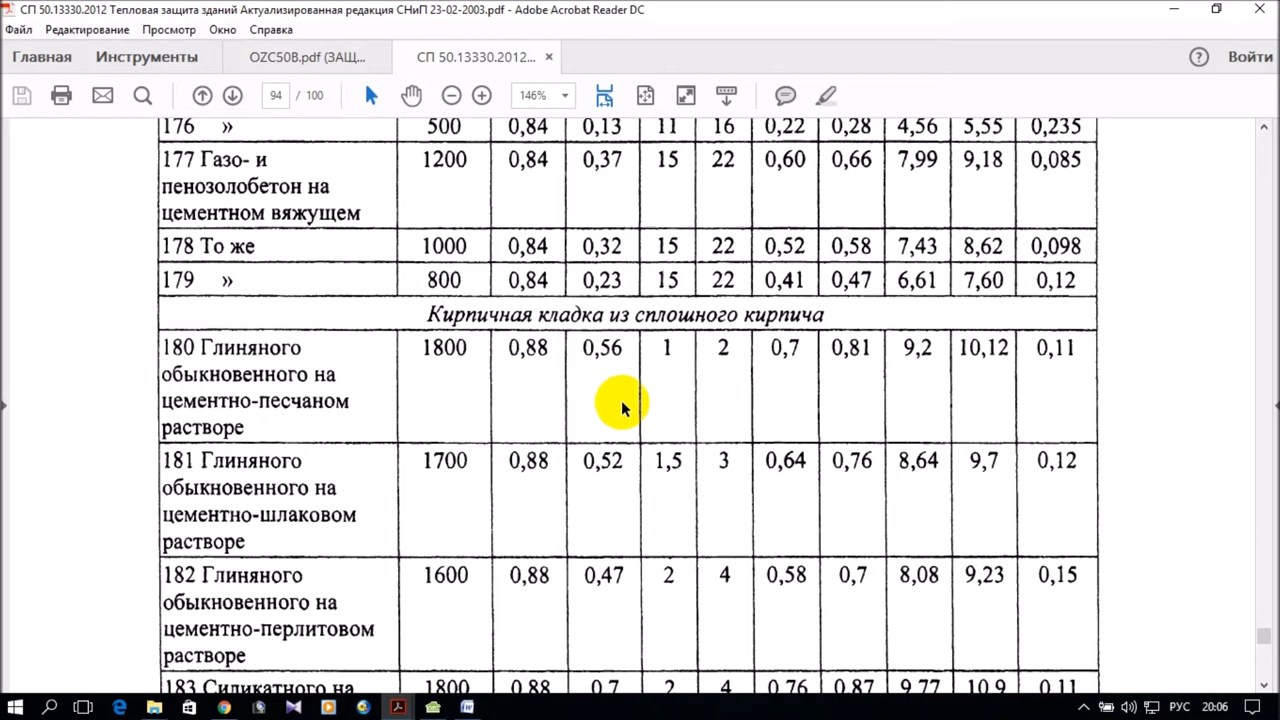 СП 50.13330.2012 Тепловая защита зданий Актуализированная редакция СНиП 23-02-2003.pdf - Adobe Acrobat Reader DC
Файл Редактирование Просмотр Окно Справка
Главная Инструменты OZC50B.pdf (ЗАЩ... СП 50.13330.2012... × Войти
94 / 100 146%
176 » 500 0,84 0,13 11 16 0,22 0,28 4,56 5,55 0,235
177 Газо- и 1200 0,84 0,37 15 22 0,60 0,66 7,99 9,18 0,085
пенозолобетон на
цементном вяжущем
178 То же 1000 0,84 0,32 15 22 0,52 0,58 7,43 8,62 0,098
179 » 800 0,84 0,23 15 22 0,41 0,47 6,61 7,60 0,12
Кирпичная кладка из сплошного кирпича
180 Глиняного 1800 0,88 0,56 1 2 0,7 0,81 9,2 10,12 0,11
обыкновенного на
цементно-песчаном
растворе
181 Глиняного 1700 0,88 0,52 1,5 3 0,64 0,76 8,64 9,7 0,12
обыкновенного на
цементно-шлаковом
растворе
182 Глиняного 1600 0,88 0,47 2 4 0,58 0,7 8,08 9,23 0,15
обыкновенного на
цементно-перлитовом
растворе
183 Силикатного на 1800 0,88 0,7 2 4 0,76 0,87 9,77 10,9 0,11
РУС 20:06